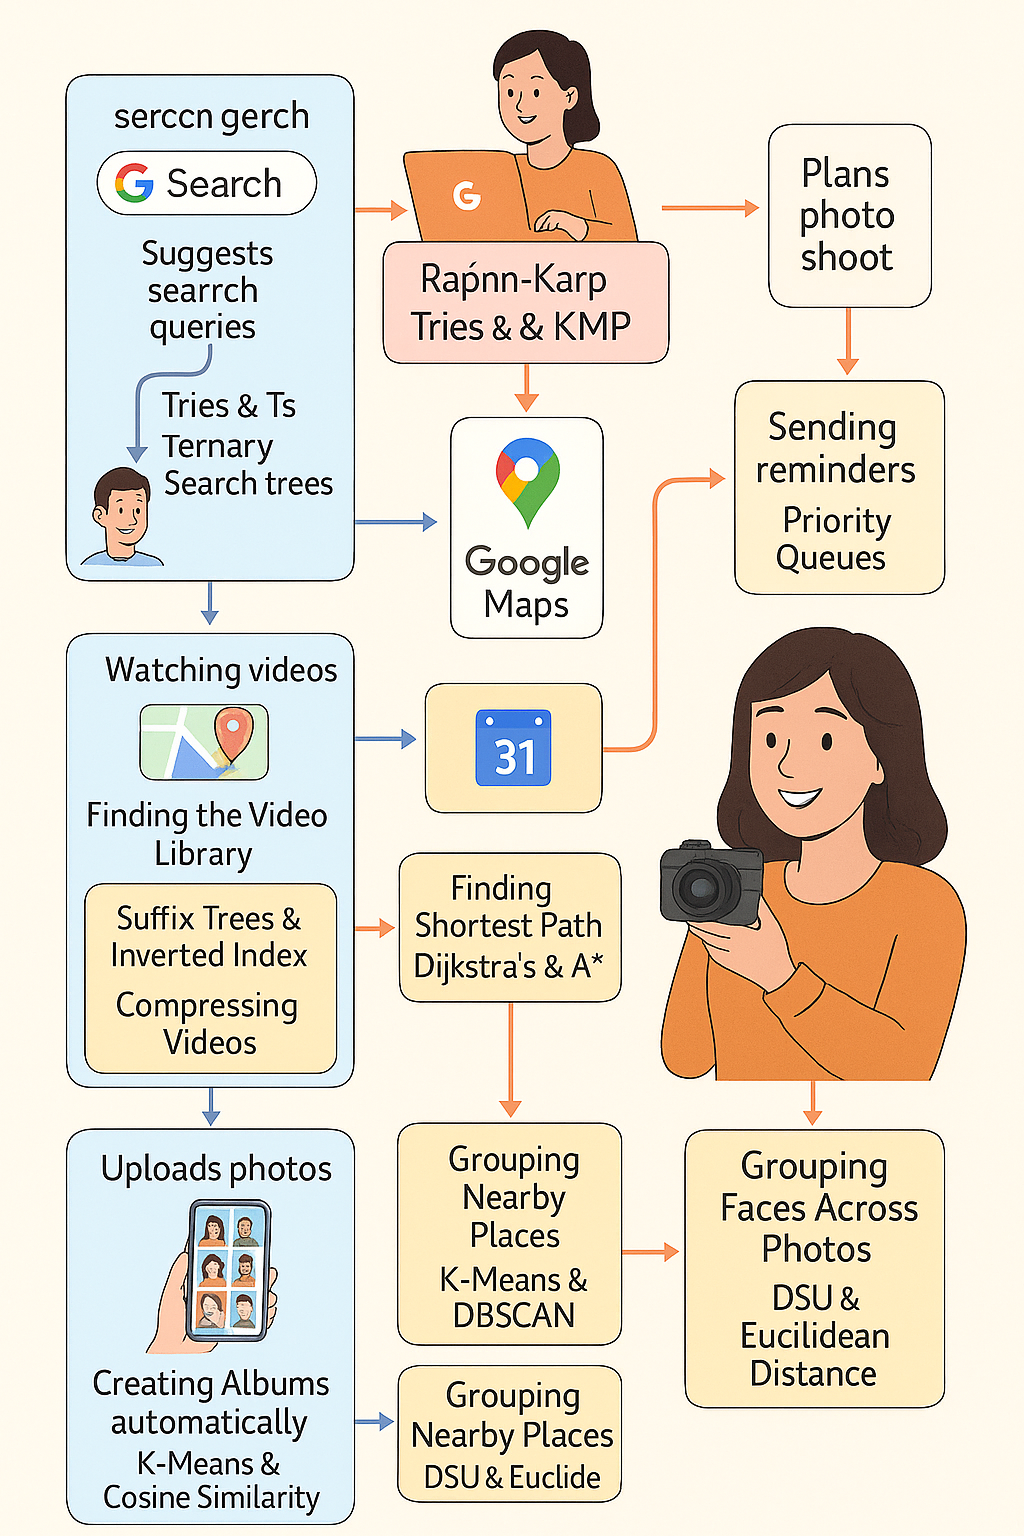 serccn gerch
G Search
Suggests
searrch
queries
Tries & Ts
Ternary
Search trees
G
Raṕnn-Karp
Tries & & KMP
Plans
photo
shoot
Google
Maps
Sending
reminders
Priority
Queues
Watching videos
Finding the Video
Library
Suffix Trees &
Inverted Index
Compressing
Videos
31
Finding
Shortest Path
Dijkstra's & A*
Uploads photos
Creating Albums
automatically
K-Means &
Cosine Similarity
Grouping
Nearby
Places
K-Means &
DBSCAN
Grouping
Nearby Places
DSU & Euclide
Grouping
Faces Across
Photos
DSU &
Eucilidean
Distance